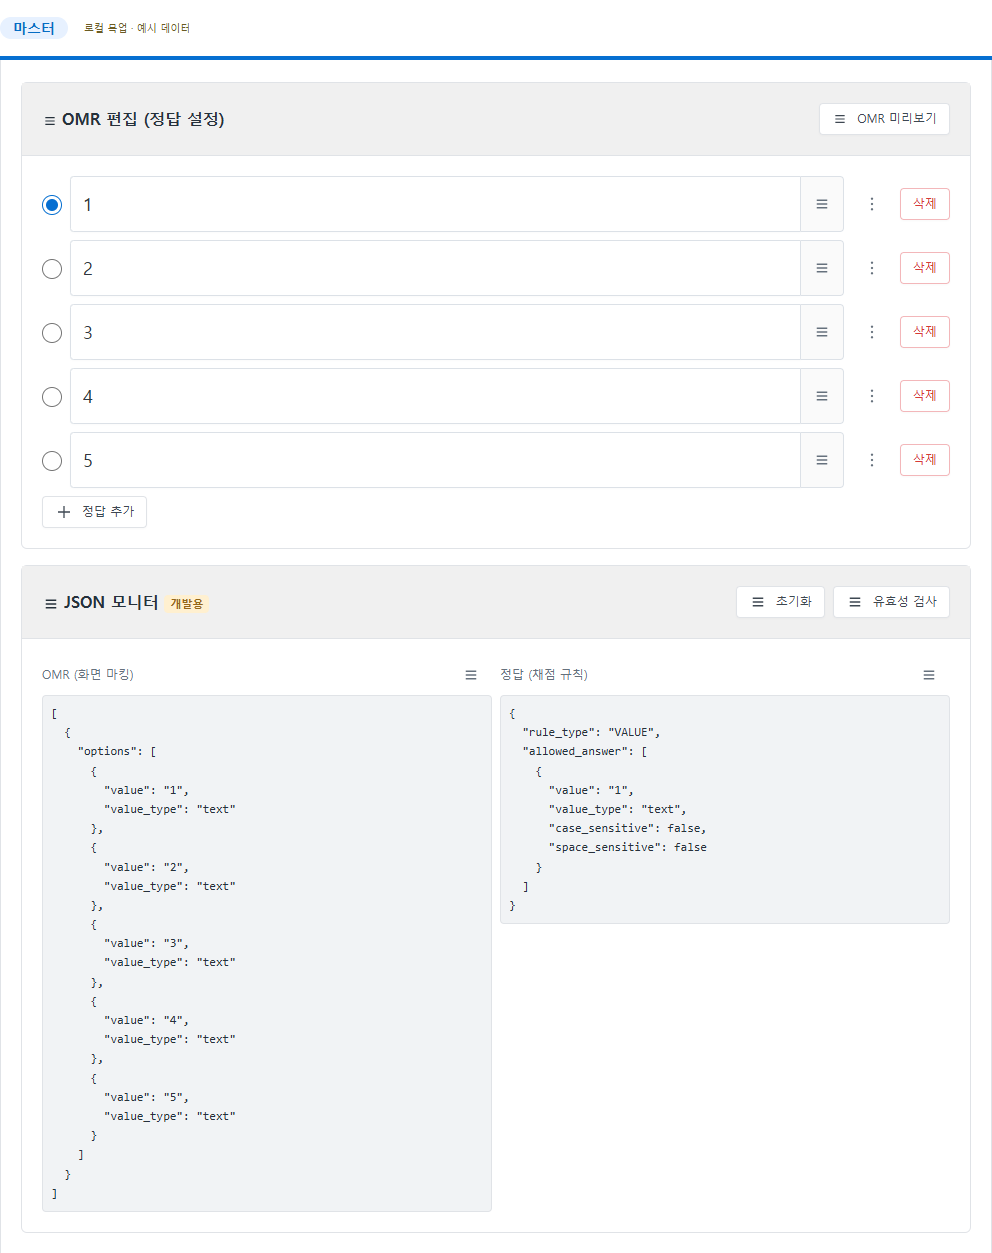 마스터
로컬 목업 · 예시 데이터
OMR 편집 (정답 설정)
OMR 미리보기
1
삭제
2
삭제
3
삭제
4
삭제
5
삭제
정답 추가
JSON 모니터 개발용
초기화
유효성 검사
OMR (화면 마킹)
[
  {
    "options": [
      {
        "value": "1",
        "value_type": "text"
      },
      {
        "value": "2",
        "value_type": "text"
      },
      {
        "value": "3",
        "value_type": "text"
      },
      {
        "value": "4",
        "value_type": "text"
      },
      {
        "value": "5",
        "value_type": "text"
      }
    ]
  }
]
정답 (채점 규칙)
{
  "rule_type": "VALUE",
  "allowed_answer": [
    {
      "value": "1",
      "value_type": "text",
      "case_sensitive": false,
      "space_sensitive": false
    }
  ]
}